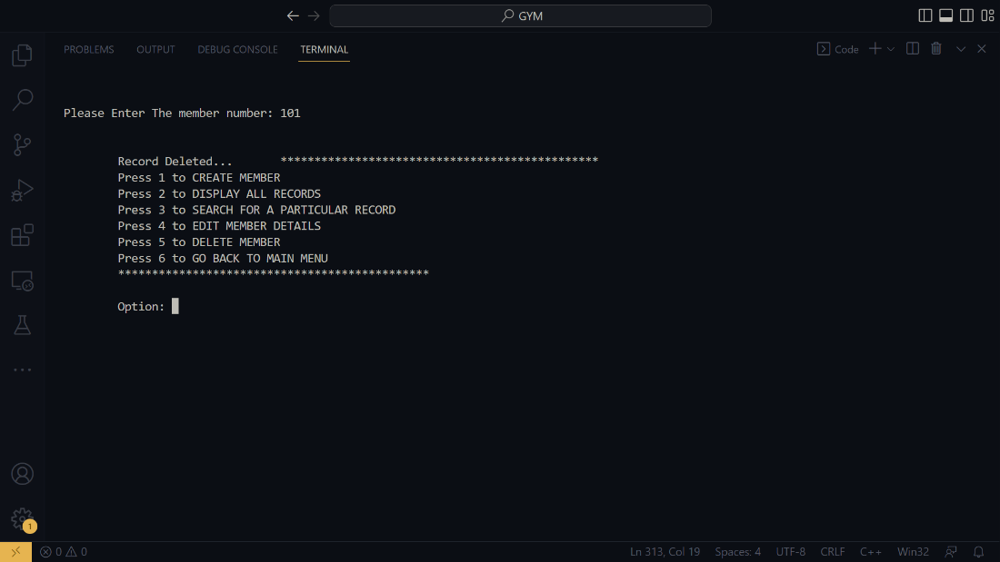 GYM
PROBLEMS OUTPUT DEBUG CONSOLE TERMINAL Code
Please Enter The member number: 101
Record Deleted... ***********************************************
Press 1 to CREATE MEMBER
Press 2 to DISPLAY ALL RECORDS
Press 3 to SEARCH FOR A PARTICULAR RECORD
Press 4 to EDIT MEMBER DETAILS
Press 5 to DELETE MEMBER
Press 6 to GO BACK TO MAIN MENU
**********************************************
Option:
1
0 0 Ln 313, Col 19 Spaces: 4 UTF-8 CRLF C++ Win32